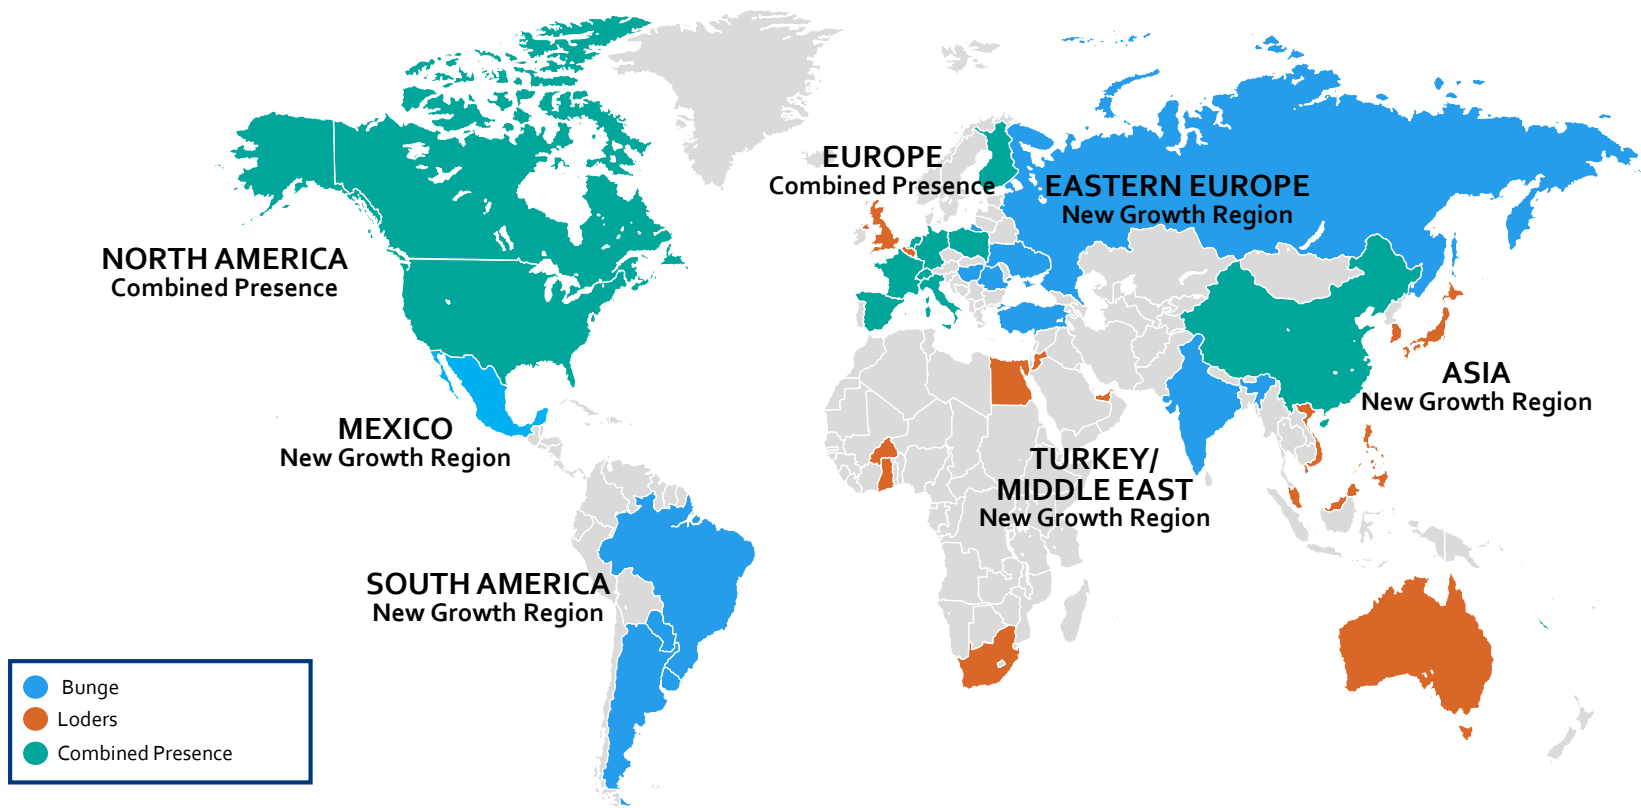 EUROPE
Combined Presence
EASTERN EUROPE
New Growth Region
NORTH AMERICA
Combined Presence
ASIA
New Growth Region
MEXICO
New Growth Region
TURKEY/
MIDDLE EAST
New Growth Region
SOUTH AMERICA
New Growth Region
Bunge
Loders
Combined Presence